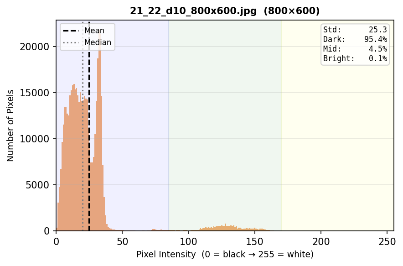 21_22_d10_800x600.jpg  (800×600)
Mean
Median
Std: 25.3
Dark: 95.4%
Mid: 4.5%
Bright: 0.1%
Number of Pixels
20000
15000
10000
5000
0
0 50 100 150 200 250
Pixel Intensity  (0 = black → 255 = white)